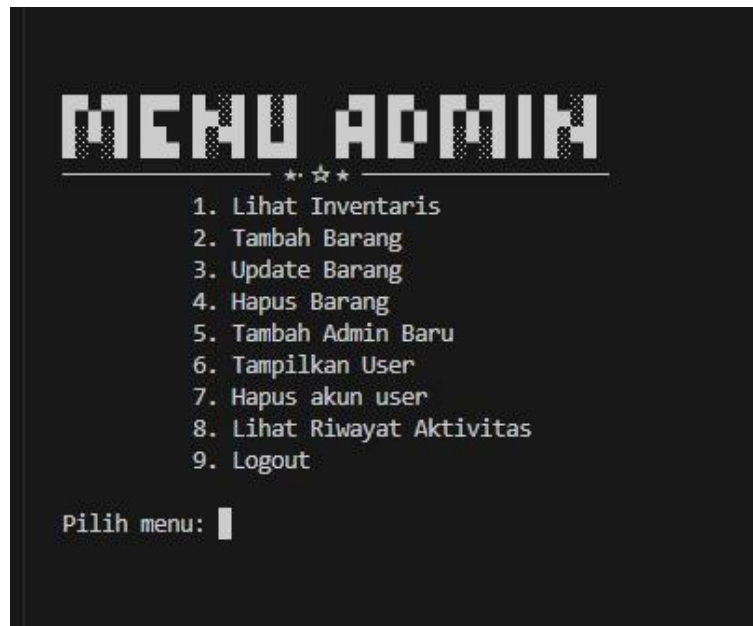 MENU ADMIN
1. Lihat Inventaris
2. Tambah Barang
3. Update Barang
4. Hapus Barang
5. Tambah Admin Baru
6. Tampilkan User
7. Hapus akun user
8. Lihat Riwayat Aktivitas
9. Logout
Pilih menu: